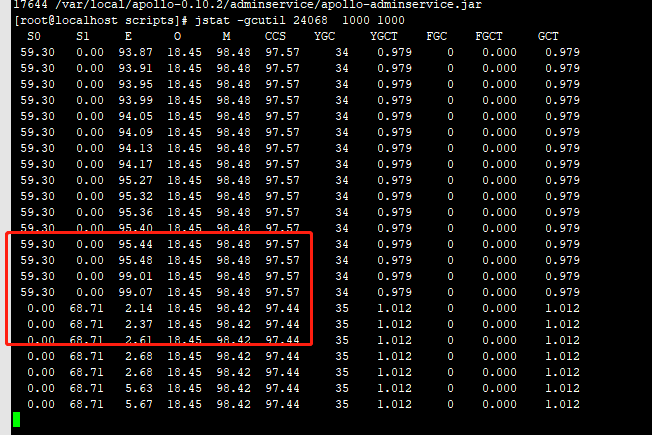 17644 /var/local/apollo-0.10.2/adminservice/apollo-adminservice.jar
[root@localhost scripts]# jstat -gcutil 24068 1000 1000
S0 S1 E O M CCS YGC YGCT FGC FGCT GCT
59.30 0.00 93.87 18.45 98.48 97.57 34 0.979 0 0.000 0.979
59.30 0.00 93.91 18.45 98.48 97.57 34 0.979 0 0.000 0.979
59.30 0.00 93.95 18.45 98.48 97.57 34 0.979 0 0.000 0.979
59.30 0.00 93.99 18.45 98.48 97.57 34 0.979 0 0.000 0.979
59.30 0.00 94.05 18.45 98.48 97.57 34 0.979 0 0.000 0.979
59.30 0.00 94.09 18.45 98.48 97.57 34 0.979 0 0.000 0.979
59.30 0.00 94.13 18.45 98.48 97.57 34 0.979 0 0.000 0.979
59.30 0.00 94.17 18.45 98.48 97.57 34 0.979 0 0.000 0.979
59.30 0.00 95.27 18.45 98.48 97.57 34 0.979 0 0.000 0.979
59.30 0.00 95.32 18.45 98.48 97.57 34 0.979 0 0.000 0.979
59.30 0.00 95.36 18.45 98.48 97.57 34 0.979 0 0.000 0.979
59.30 0.00 95.40 18.45 98.48 97.57 34 0.979 0 0.000 0.979
59.30 0.00 95.44 18.45 98.48 97.57 34 0.979 0 0.000 0.979
59.30 0.00 95.48 18.45 98.48 97.57 34 0.979 0 0.000 0.979
59.30 0.00 99.01 18.45 98.48 97.57 34 0.979 0 0.000 0.979
59.30 0.00 99.07 18.45 98.48 97.57 34 0.979 0 0.000 0.979
0.00 68.71 2.14 18.45 98.42 97.44 35 1.012 0 0.000 1.012
0.00 68.71 2.37 18.45 98.42 97.44 35 1.012 0 0.000 1.012
0.00 68.71 2.61 18.45 98.42 97.44 35 1.012 0 0.000 1.012
0.00 68.71 2.68 18.45 98.42 97.44 35 1.012 0 0.000 1.012
0.00 68.71 2.68 18.45 98.42 97.44 35 1.012 0 0.000 1.012
0.00 68.71 5.63 18.45 98.42 97.44 35 1.012 0 0.000 1.012
0.00 68.71 5.67 18.45 98.42 97.44 35 1.012 0 0.000 1.012